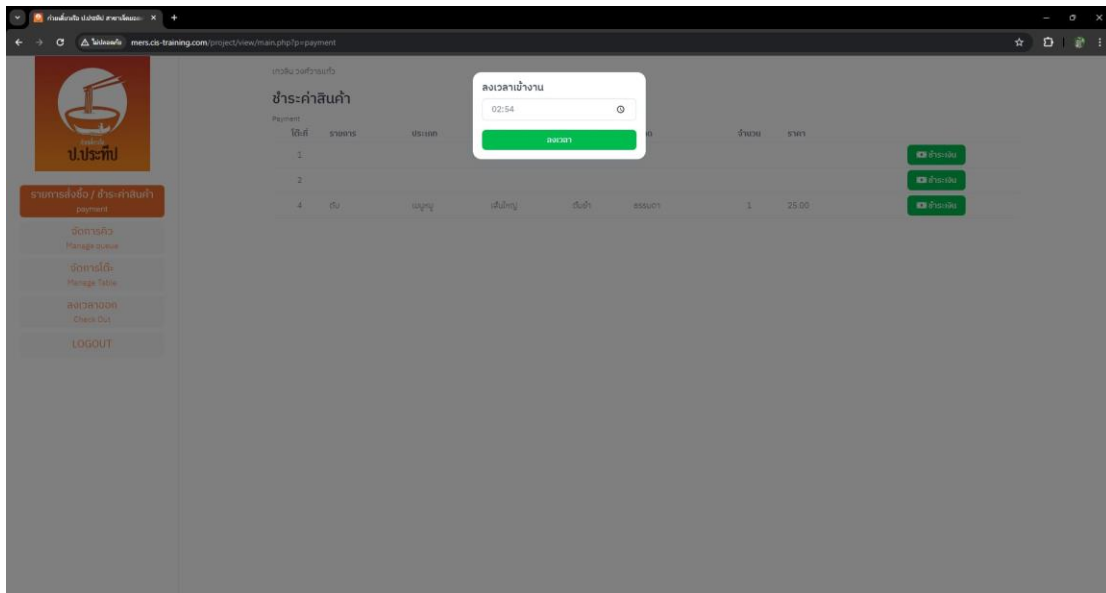 ก๋วยเตี๋ยวเรือ ป.ประทีป สาขา
ไม่ปลอดภัย mers.cis-training.com/project/view/main.php?p=payment
ป.ประทีป
รายการสั่งซื้อ / ชำระค่าสินค้า
payment
จัดการคิว
Manage queue
จัดการโต๊ะ
Manage Table
ลงเวลาออก
Check Out
LOGOUT
ชำระค่าสินค้า
Payment
โต๊ะที่ รายการ ประเภท จำนวน ราคา
1 ชำระเงิน
2 ชำระเงิน
4 เมนูหมู เส้นใหญ่ ต้มยำ ธรรมดา 1 25.00 ชำระเงิน
ลงเวลาเข้างาน
02:54
ลงเวลา